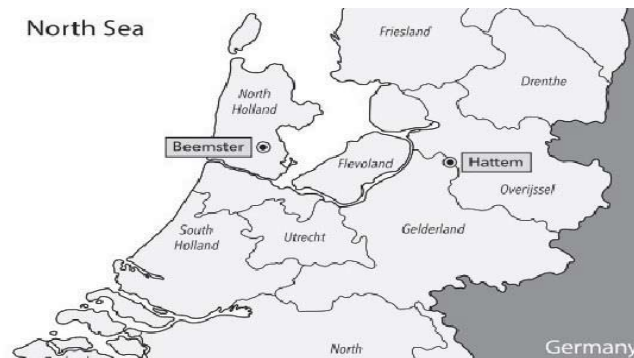 North Sea
Friesland
Drenthe
North
Holland
Beemster
Flevoland
Hattem
Overijssel
South
Holland
Utrecht
Gelderland
North
Germany